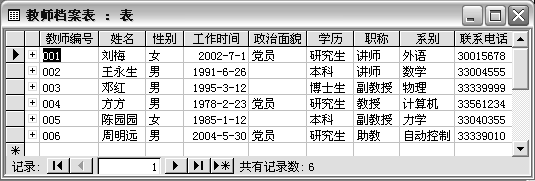 教师档案表 : 表
教师编号 姓名 性别 工作时间 政治面貌 学历 职称 系别 联系电话
+ 001 刘梅 女 2002-7-1 党员 研究生 讲师 外语 30015678
+ 002 王永生 男 1991-6-26 本科 讲师 数学 33004555
+ 003 邓红 男 1995-3-12 博士生 副教授 物理 33339999
+ 004 方方 男 1978-2-23 党员 研究生 教授 计算机 33561234
+ 005 陈园园 女 1985-1-12 本科 副教授 力学 33040355
+ 006 周明远 男 2004-5-30 党员 研究生 助教 自动控制 33339010
*
记录: 1 共有记录数: 6